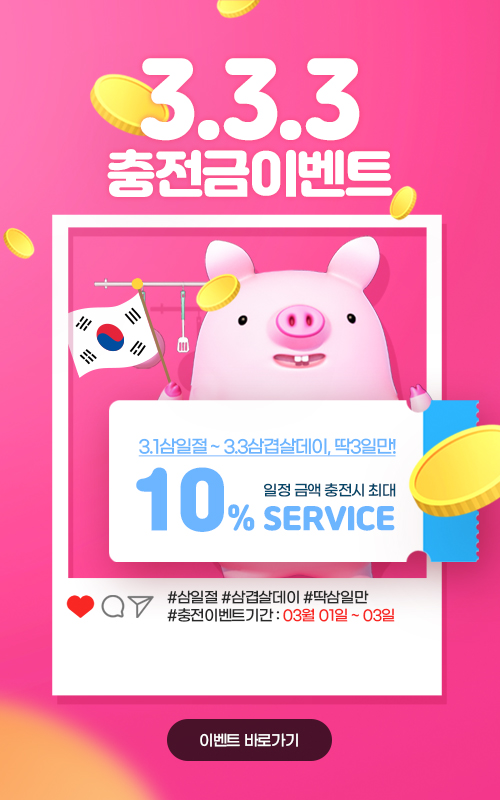 3.3.3
충전금이벤트
3.1삼일절 ~ 3.3삼겹살데이, 딱3일만!
일정 금액 충전시 최대
10% SERVICE
#삼일절 #삼겹살데이 #딱삼일만
#충전이벤트기간 : 03월 01일 ~ 03일
이벤트 바로가기